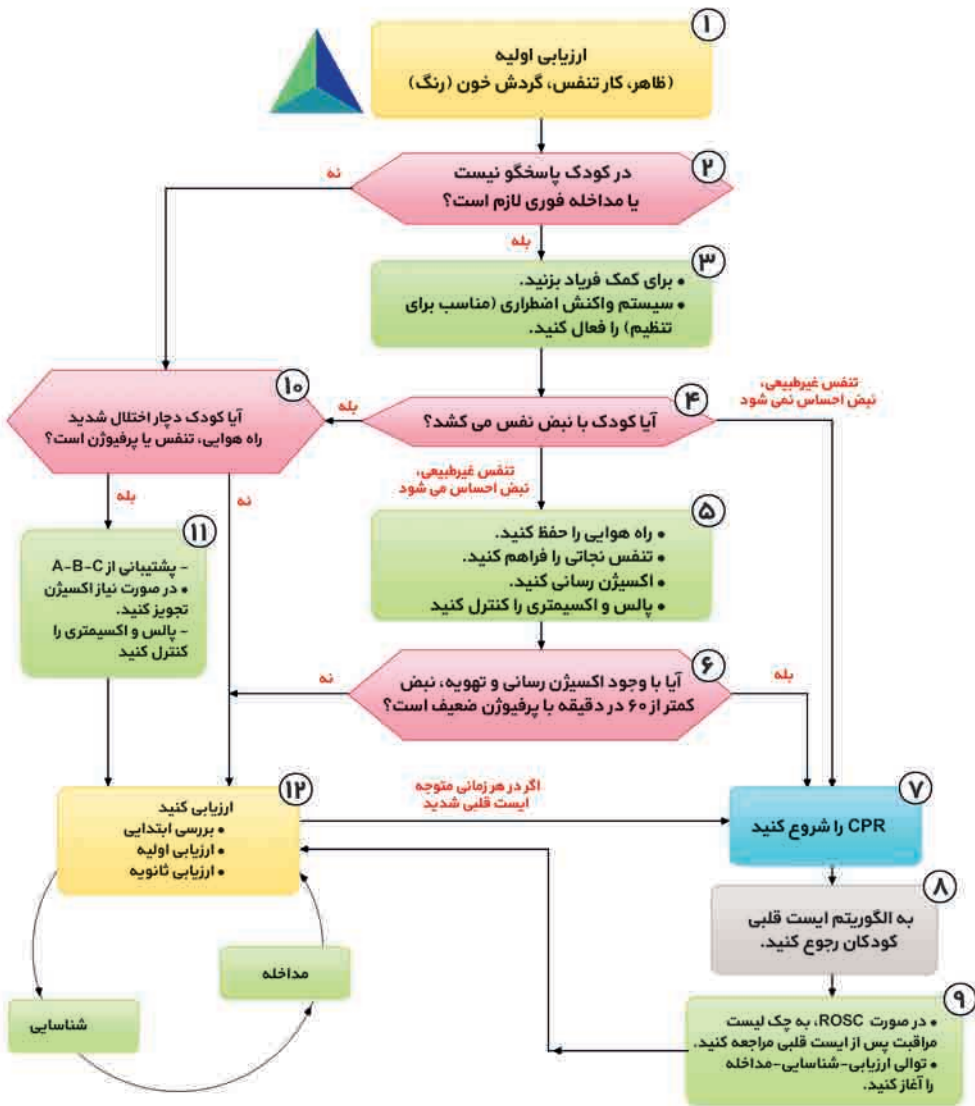 ۱
ارزیابی اولیه
(ظاهر، کار تنفس، گردش خون (رنگ)
۲
در کودک پاسخگو نیست
یا مداخله فوری لازم است؟
نه
بله
۳
• برای کمک فریاد بزنید.
• سیستم واکنش اضطراری (مناسب برای
تنظیم) را فعال کنید.
۴
آیا کودک با نبض نفس می کشد؟
تنفس غیرطبیعی،
نبض احساس نمی شود
بله
تنفس غیرطبیعی،
نبض احساس می شود
۱۰
آیا کودک دچار اختلال شدید
راه هوایی، تنفس یا پرفیوژن است؟
بله
نه
۵
• راه هوایی را حفظ کنید.
• تنفس نجاتی را فراهم کنید.
• اکسیژن رسانی کنید.
• پالس و اکسیمتری را کنترل کنید
۱۱
- پشتیبانی از A-B-C
• در صورت نیاز اکسیژن
تجویز کنید.
- پالس و اکسیمتری را
کنترل کنید
۶
آیا با وجود اکسیژن رسانی و تهویه، نبض
کمتر از ۶۰ در دقیقه با پرفیوژن ضعیف است؟
بله
نه
۷
CPR را شروع کنید
اگر در هر زمانی متوجه
ایست قلبی شدید
۱۲
ارزیابی کنید
• بررسی ابتدایی
• ارزیابی اولیه
• ارزیابی ثانویه
۸
به الگوریتم ایست قلبی
کودکان رجوع کنید.
مداخله
شناسایی
۹
• در صورت ROSC، به چک لیست
مراقبت پس از ایست قلبی مراجعه کنید.
• توالی ارزیابی-شناسایی-مداخله
را آغاز کنید.